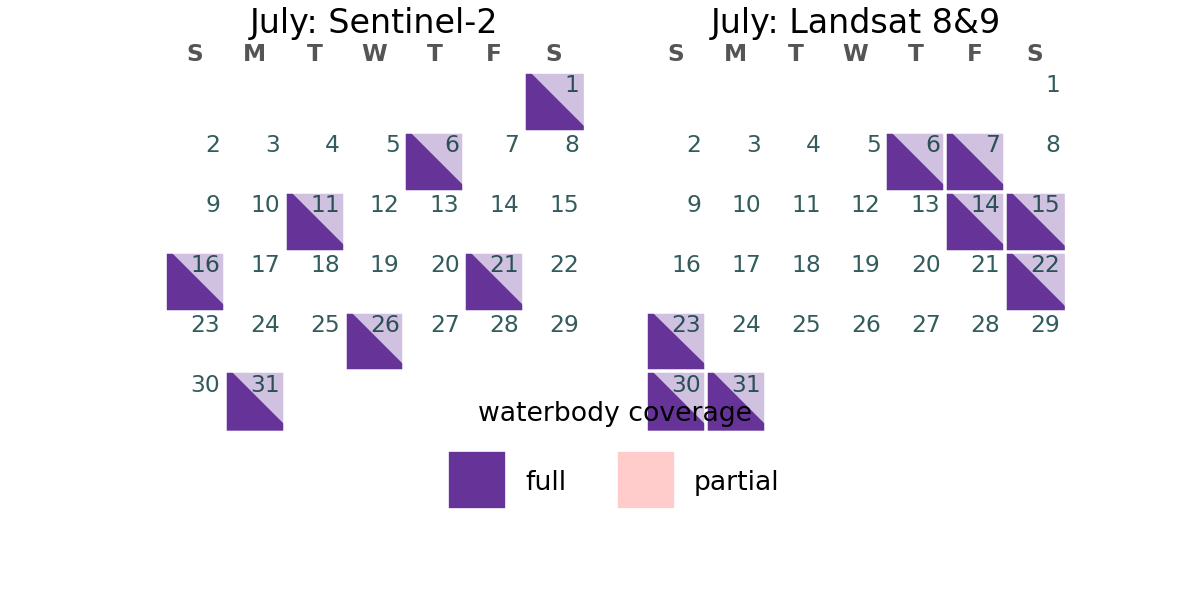 July: Sentinel-2
S M T W T F S
1
2 3 4 5 6 7 8
9 10 11 12 13 14 15
16 17 18 19 20 21 22
23 24 25 26 27 28 29
30 31
July: Landsat 8&9
S M T W T F S
1
2 3 4 5 6 7 8
9 10 11 12 13 14 15
16 17 18 19 20 21 22
23 24 25 26 27 28 29
30 31
waterbody coverage
full partial